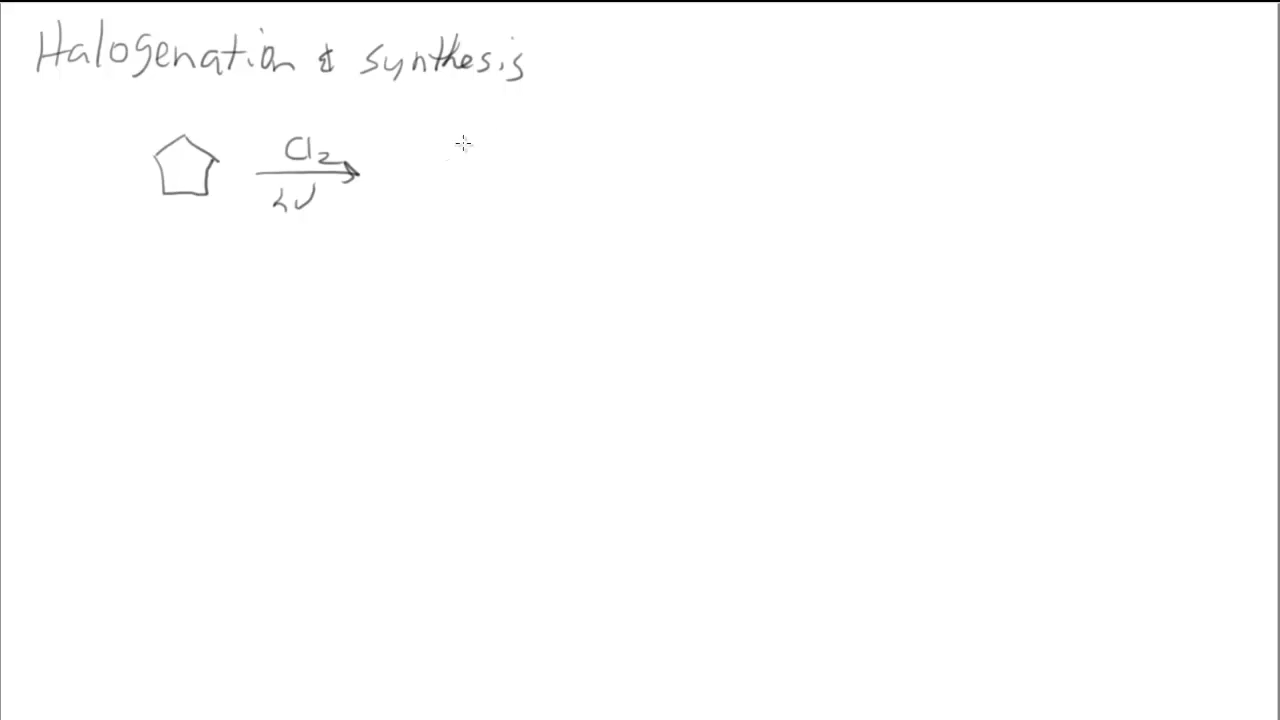 Halogenation & synthesis
Cl2
hν